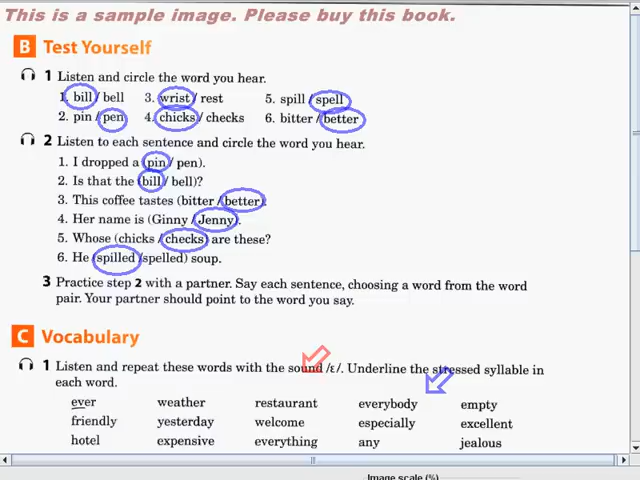 This is a sample image. Please buy this book.
B Test Yourself
1 Listen and circle the word you hear.
1. bill / bell 3. wrist / rest 5. spill / spell
2. pin / pen 4. chicks / checks 6. bitter / better
2 Listen to each sentence and circle the word you hear.
1. I dropped a (pin / pen).
2. Is that the (bill / bell)?
3. This coffee tastes (bitter / better).
4. Her name is (Ginny / Jenny).
5. Whose (chicks / checks) are these?
6. He (spilled / spelled) soup.
3 Practice step 2 with a partner. Say each sentence, choosing a word from the word
pair. Your partner should point to the word you say.
C Vocabulary
1 Listen and repeat these words with the sound /ɛ/. Underline the stressed syllable in
each word.
ever weather restaurant everybody empty
friendly yesterday welcome especially excellent
hotel expensive everything any jealous
Image scale (%)